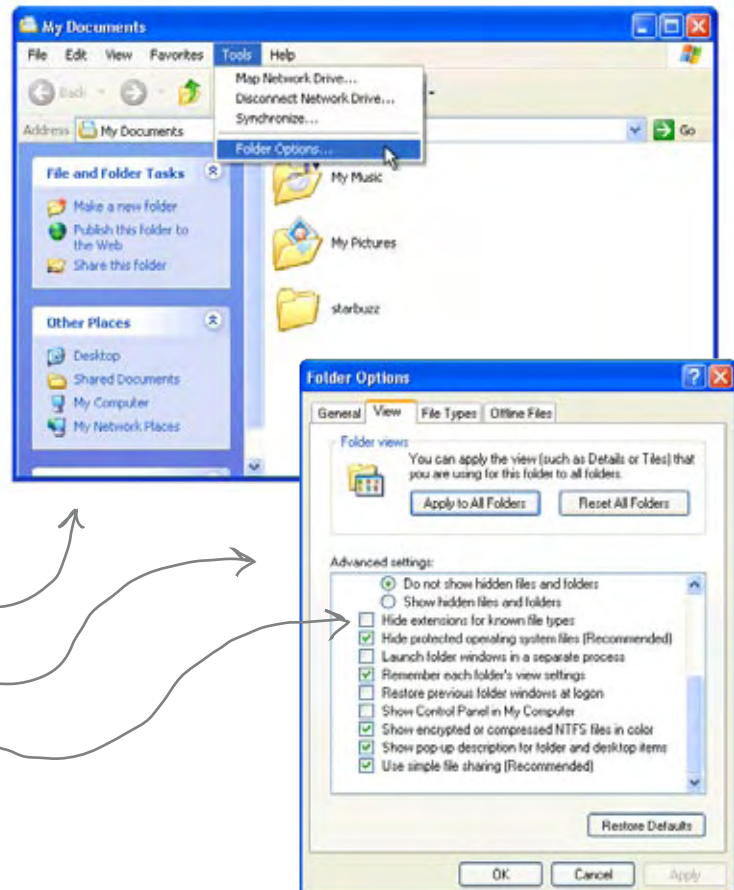 My Documents
File Edit View Favorites Tools Help
Map Network Drive...
Disconnect Network Drive...
Synchronize...
Folder Options...
Back
Address My Documents
Go
File and Folder Tasks
Make a new folder
Publish this folder to
the Web
Share this folder
Other Places
Desktop
Shared Documents
My Computer
My Network Places
My Music
My Pictures
starbuzz
Folder Options
General View File Types Offline Files
Folder views
You can apply the view (such as Details or Tiles) that
you are using for this folder to all folders.
Apply to All Folders Reset All Folders
Advanced settings:
Do not show hidden files and folders
Show hidden files and folders
Hide extensions for known file types
Hide protected operating system files (Recommended)
Launch folder windows in a separate process
Remember each folder's view settings
Restore previous folder windows at logon
Show Control Panel in My Computer
Show encrypted or compressed NTFS files in color
Show pop-up description for folder and desktop items
Use simple file sharing (Recommended)
Restore Defaults
OK Cancel Apply